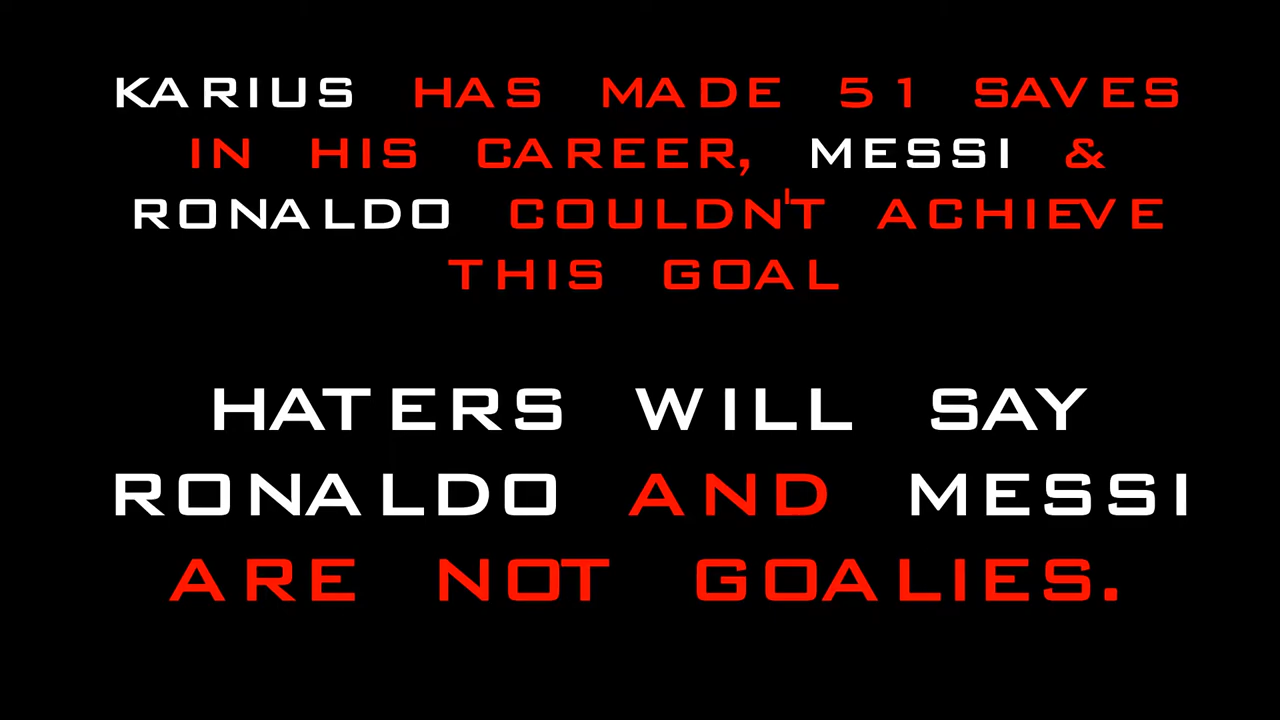 KARIUS HAS MADE 51 SAVES
IN HIS CAREER, MESSI &
RONALDO COULDN'T ACHIEVE
THIS GOAL
HATERS WILL SAY
RONALDO AND MESSI
ARE NOT GOALIES.